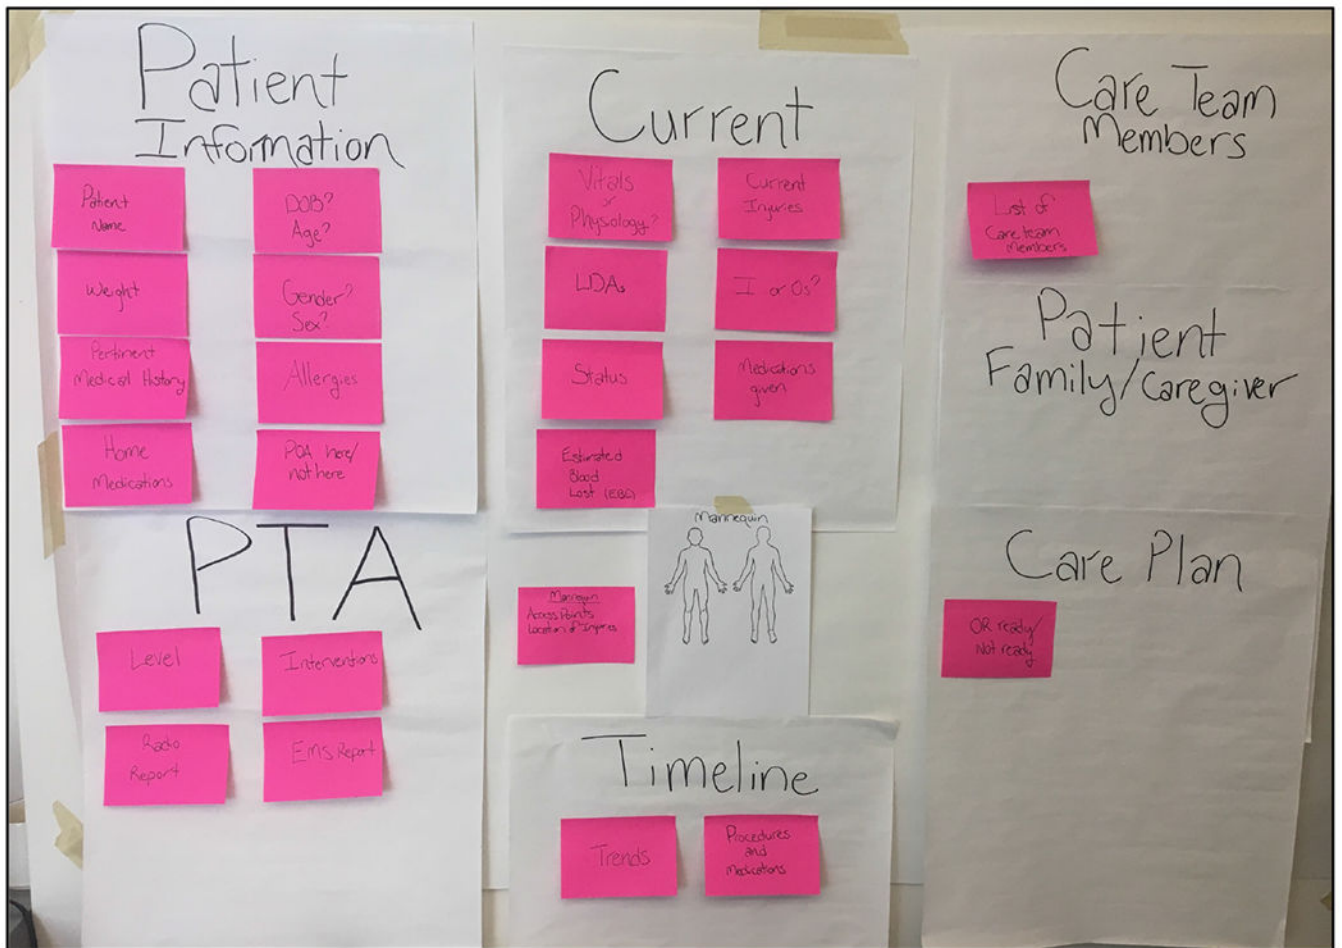 Patient
Information
Patient
Name
DOB?
Age?
Weight
Gender?
Sex?
Pertinent
Medical History
Allergies
Home
Medications
POA here/
not here
PTA
Level
Interventions
Radio
Report
EMS Report
Current
Vitals
or
Physiology?
Current
Injuries
LDAs
I or Os?
Status
Medications
given
Estimated
Blood
Lost (EBL)
Mannequin
Mannequin
Access Points
Location of Injuries
Timeline
Trends
Procedures
and
Medications
Care Team
Members
List of
Care team
Members
Patient
Family/Caregiver
Care Plan
OR ready/
Not ready